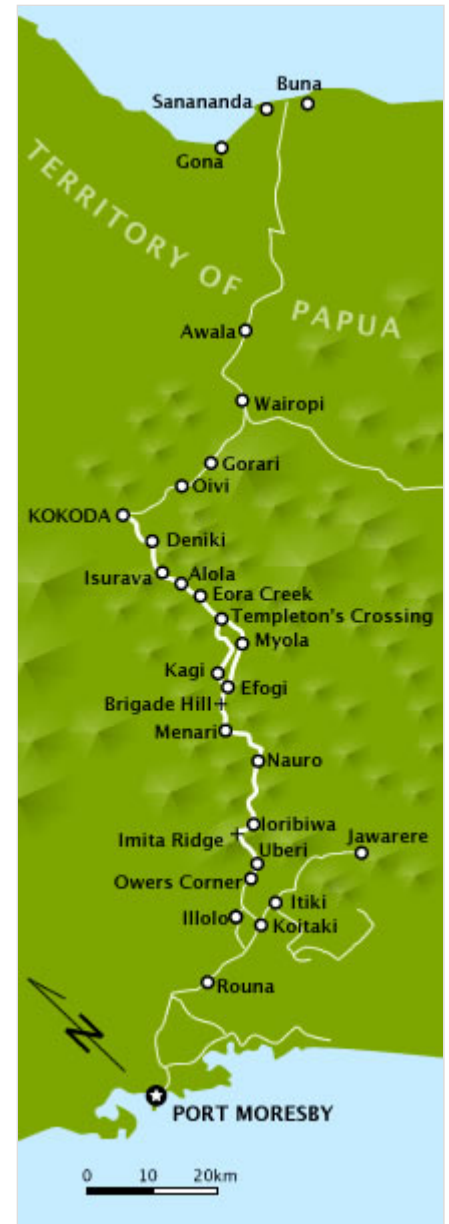 Buna
Sanananda
Gona
TERRITORY OF PAPUA
Awala
Wairopi
Gorari
Oivi
KOKODA
Deniki
Isurava
Alola
Eora Creek
Templeton's Crossing
Myola
Kagi
Efogi
Brigade Hill
Menari
Nauro
Ioribiwa
Imita Ridge
Jawarere
Uberi
Owers Corner
Itiki
Illolo
Koitaki
Rouna
N
PORT MORESBY
0 10 20km